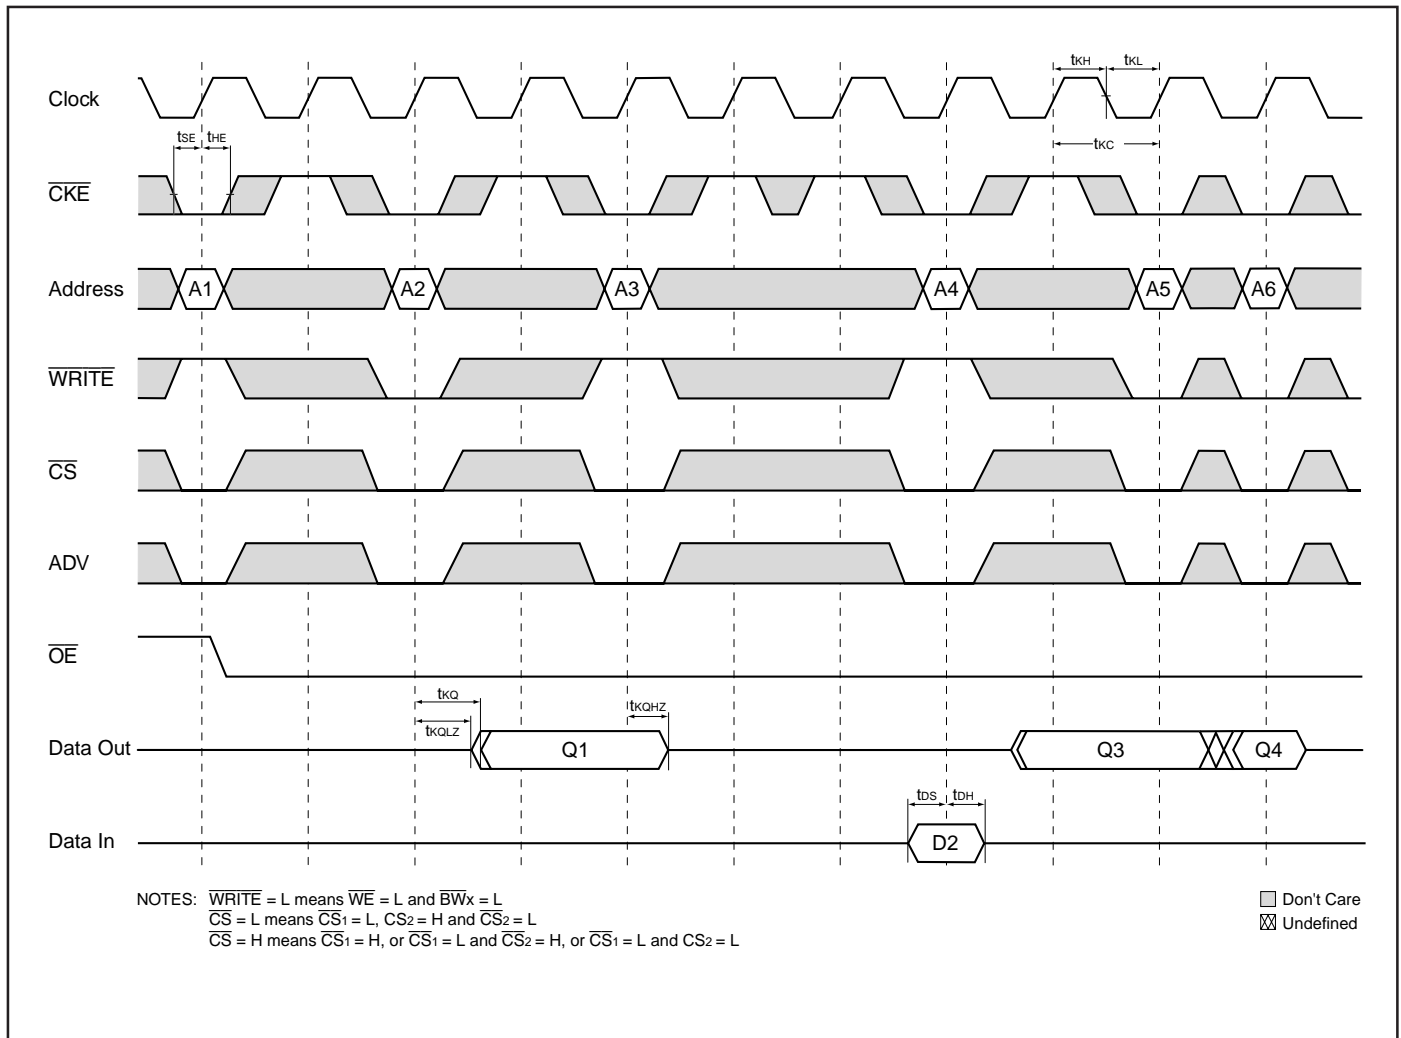 tKH tKL
Clock
tSE tHE
tKC
CKE
Address A1 A2 A3 A4 A5 A6
WRITE
CS
ADV
OE
tKQ
tKQHZ
tKQLZ
Data Out Q1 Q3 Q4
tDS tDH
Data In D2
NOTES: WRITE = L means WE = L and BWx = L
CS = L means CS1 = L, CS2 = H and CS2 = L
CS = H means CS1 = H, or CS1 = L and CS2 = H, or CS1 = L and CS2 = L
Don't Care
Undefined